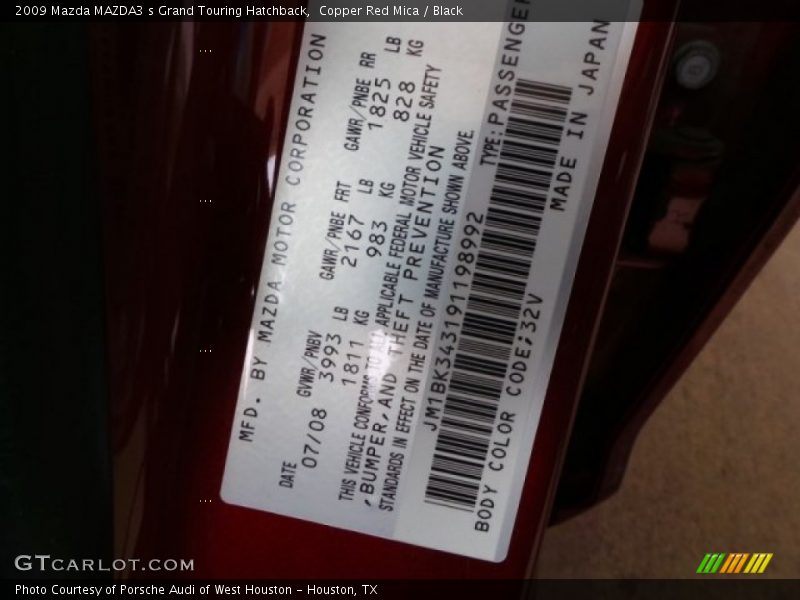 2009 Mazda MAZDA3 s Grand Touring Hatchback, Copper Red Mica / Black
MFD. BY MAZDA MOTOR CORPORATION
DATE GVWR/PNBV GAWR/PNBE FRT GAWR/PNBE RR
07/08 3993 LB 2167 LB 1825 LB
1811 KG 983 KG 828 KG
THIS VEHICLE CONFORMS TO ALL APPLICABLE FEDERAL MOTOR VEHICLE SAFETY
, BUMPER, AND THEFT PREVENTION
STANDARDS IN EFFECT ON THE DATE OF MANUFACTURE SHOWN ABOVE
JM1BK343191198992 TYPE: PASSENGER
BODY COLOR CODE; 32V MADE IN JAPAN
GTCARLOT.COM
Photo Courtesy of Porsche Audi of West Houston – Houston, TX